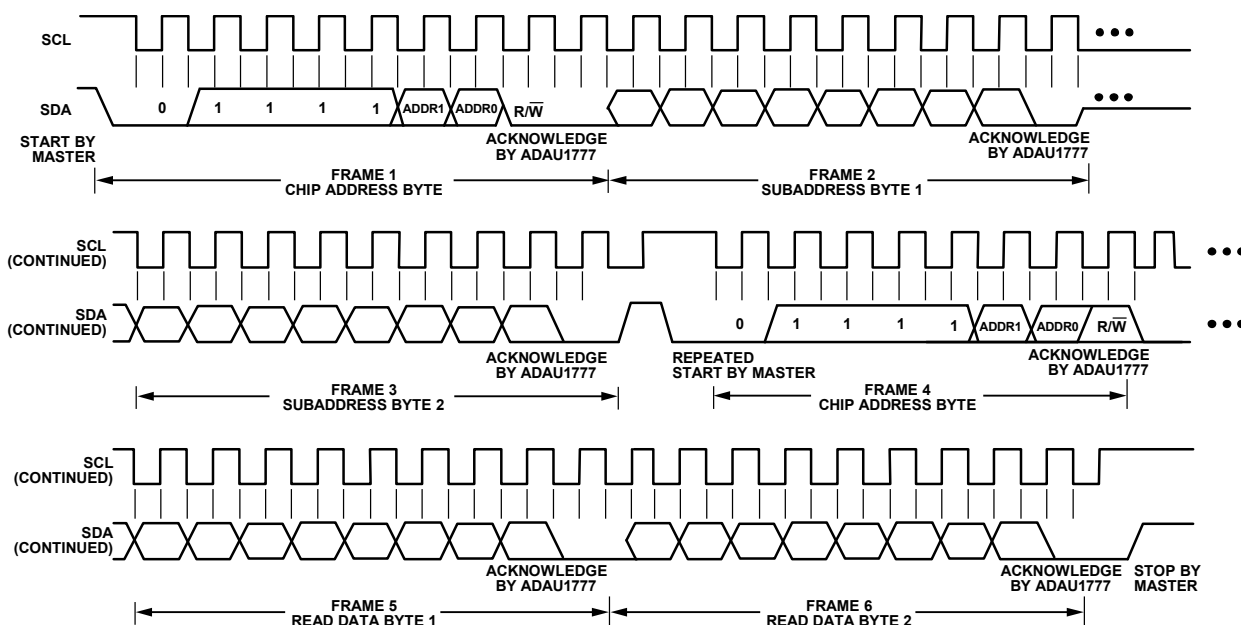 SCL
SDA
0 1 1 1 1 ADDR1 ADDR0 R/W̅
START BY
MASTER
ACKNOWLEDGE
BY ADAU1777
ACKNOWLEDGE
BY ADAU1777
FRAME 1
CHIP ADDRESS BYTE
FRAME 2
SUBADDRESS BYTE 1
SCL
(CONTINUED)
SDA
(CONTINUED)
0 1 1 1 1 ADDR1 ADDR0 R/W̅
ACKNOWLEDGE
BY ADAU1777
REPEATED
START BY MASTER
ACKNOWLEDGE
BY ADAU1777
FRAME 3
SUBADDRESS BYTE 2
FRAME 4
CHIP ADDRESS BYTE
SCL
(CONTINUED)
SDA
(CONTINUED)
ACKNOWLEDGE
BY ADAU1777
ACKNOWLEDGE
BY ADAU1777
STOP BY
MASTER
FRAME 5
READ DATA BYTE 1
FRAME 6
READ DATA BYTE 2